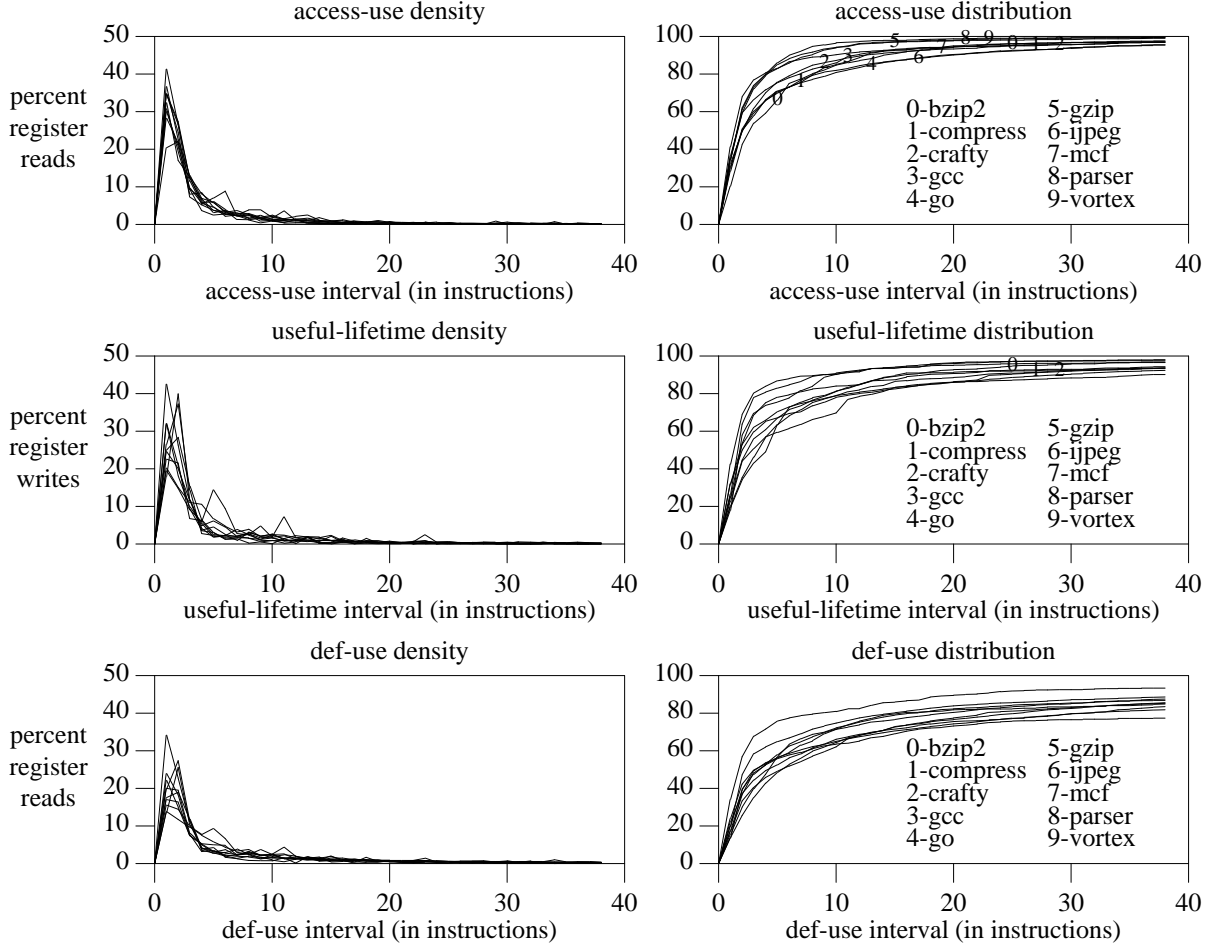 access-use density
50
40
30
20
10
0
percent
register
reads
0 10 20 30 40
access-use interval (in instructions)
access-use distribution
100
80
60
40
20
0
5 8 9
0 1 2
7
3
2
6
4
1
0
0-bzip2 5-gzip
1-compress 6-ijpeg
2-crafty 7-mcf
3-gcc 8-parser
4-go 9-vortex
0 10 20 30 40
access-use interval (in instructions)
useful-lifetime density
50
40
30
20
10
0
percent
register
writes
0 10 20 30 40
useful-lifetime interval (in instructions)
useful-lifetime distribution
100
80
60
40
20
0
0 1 2
0-bzip2 5-gzip
1-compress 6-ijpeg
2-crafty 7-mcf
3-gcc 8-parser
4-go 9-vortex
0 10 20 30 40
useful-lifetime interval (in instructions)
def-use density
50
40
30
20
10
0
percent
register
reads
0 10 20 30 40
def-use interval (in instructions)
def-use distribution
100
80
60
40
20
0
0-bzip2 5-gzip
1-compress 6-ijpeg
2-crafty 7-mcf
3-gcc 8-parser
4-go 9-vortex
0 10 20 30 40
def-use interval (in instructions)